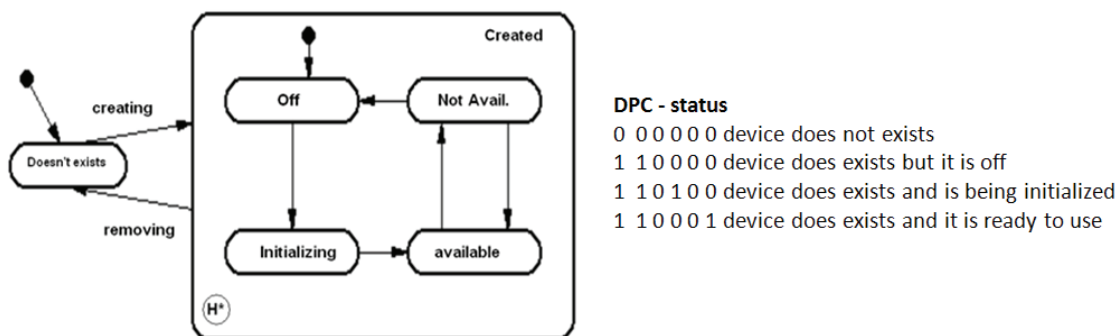 Created
Off
Not Avail.
creating
Doesn't exists
removing
Initializing
available
H*
DPC - status
0 0 0 0 0 0 device does not exists
1 1 0 0 0 0 device does exists but it is off
1 1 0 1 0 0 device does exists and is being initialized
1 1 0 0 0 1 device does exists and it is ready to use